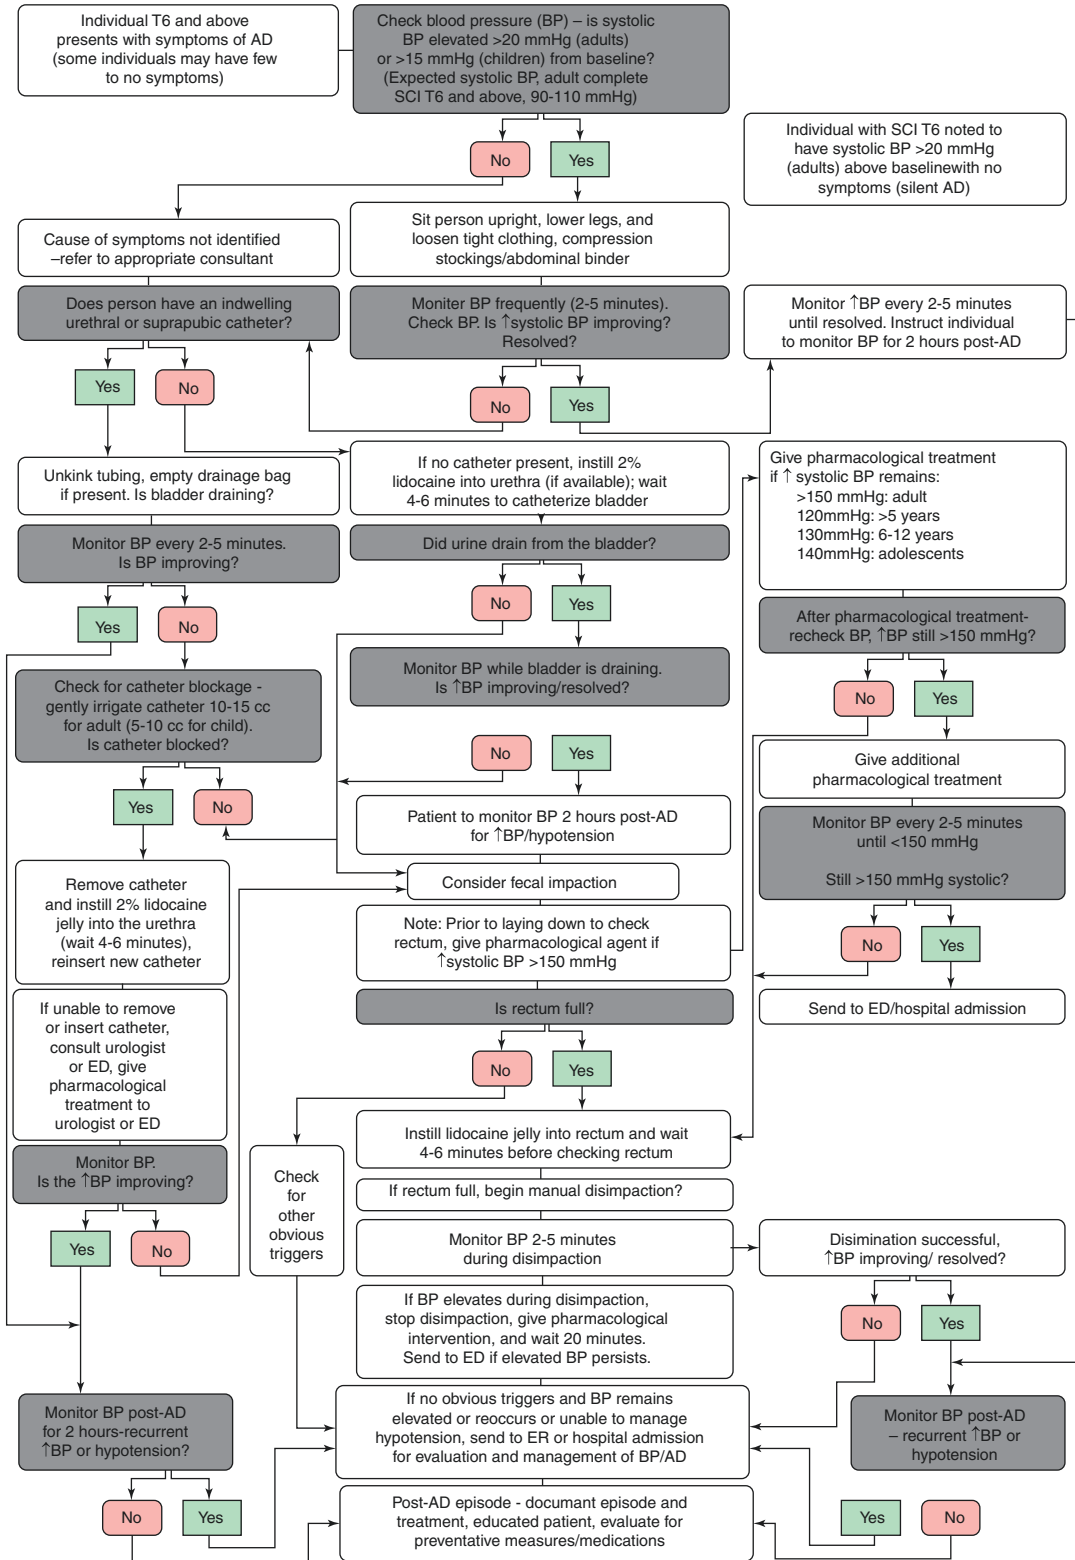 Individual T6 and above
presents with symptoms of AD
(some individuals may have few
to no symptoms)
Check blood pressure (BP) – is systolic
BP elevated >20 mmHg (adults)
or >15 mmHg (children) from baseline?
(Expected systolic BP, adult complete
SCI T6 and above, 90-110 mmHg)
No
Yes
Individual with SCI T6 noted to
have systolic BP >20 mmHg
(adults) above baselinewith no
symptoms (silent AD)
Cause of symptoms not identified
–refer to appropriate consultant
Sit person upright, lower legs, and
loosen tight clothing, compression
stockings/abdominal binder
Does person have an indwelling
urethral or suprapubic catheter?
Moniter BP frequently (2-5 minutes).
Check BP. Is ↑systolic BP improving?
Resolved?
Monitor ↑BP every 2-5 minutes
until resolved. Instruct individual
to monitor BP for 2 hours post-AD
Yes
No
No
Yes
Unkink tubing, empty drainage bag
if present. Is bladder draining?
If no catheter present, instill 2%
lidocaine into urethra (if available); wait
4-6 minutes to catheterize bladder
Give pharmacological treatment
if ↑ systolic BP remains:
>150 mmHg: adult
120mmHg: >5 years
130mmHg: 6-12 years
140mmHg: adolescents
Monitor BP every 2-5 minutes.
Is BP improving?
Did urine drain from the bladder?
Yes
No
No
Yes
After pharmacological treatment-
recheck BP, ↑BP still >150 mmHg?
No
Yes
Check for catheter blockage -
gently irrigate catheter 10-15 cc
for adult (5-10 cc for child).
Is catheter blocked?
Monitor BP while bladder is draining.
Is ↑BP improving/resolved?
No
Yes
Give additional
pharmacological treatment
Yes
No
Patient to monitor BP 2 hours post-AD
for ↑BP/hypotension
Monitor BP every 2-5 minutes
until <150 mmHg
Still >150 mmHg systolic?
Remove catheter
and instill 2% lidocaine
jelly into the urethra
(wait 4-6 minutes),
reinsert new catheter
Consider fecal impaction
Note: Prior to laying down to check
rectum, give pharmacological agent if
↑systolic BP >150 mmHg
No
Yes
If unable to remove
or insert catheter,
consult urologist
or ED, give
pharmacological
treatment to
urologist or ED
Is rectum full?
Send to ED/hospital admission
No
Yes
Instill lidocaine jelly into rectum and wait
4-6 minutes before checking rectum
Monitor BP.
Is the ↑BP improving?
Check
for
other
obvious
triggers
If rectum full, begin manual disimpaction?
Yes
No
Monitor BP 2-5 minutes
during disimpaction
Disimination successful,
↑BP improving/ resolved?
If BP elevates during disimpaction,
stop disimpaction, give pharmacological
intervention, and wait 20 minutes.
Send to ED if elevated BP persists.
No
Yes
Monitor BP post-AD
for 2 hours-recurrent
↑BP or hypotension?
If no obvious triggers and BP remains
elevated or reoccurs or unable to manage
hypotension, send to ER or hospital admission
for evaluation and management of BP/AD
Monitor BP post-AD
– recurrent ↑BP or
hypotension
No
Yes
Post-AD episode - documant episode and
treatment, educated patient, evaluate for
preventative measures/medications
Yes
No